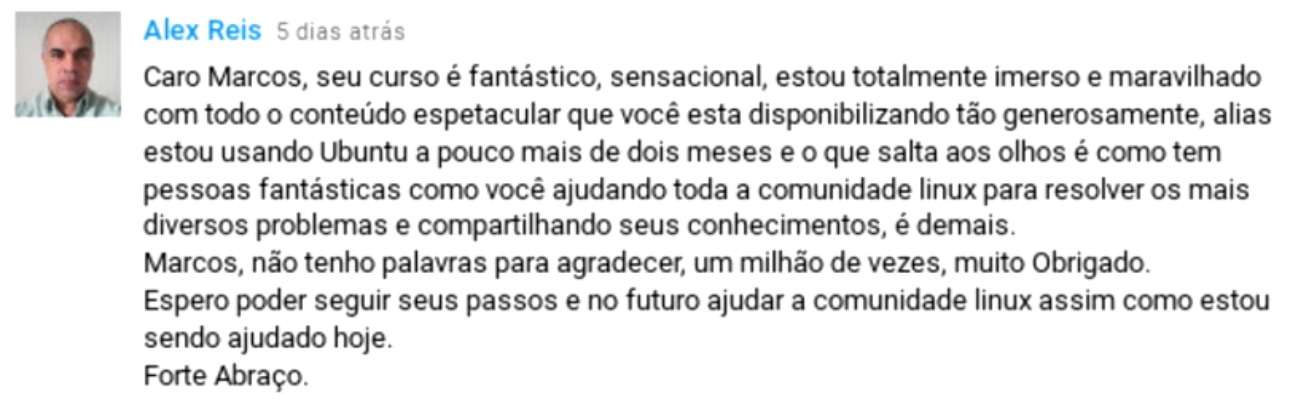 Alex Reis 5 dias atrás
Caro Marcos, seu curso é fantástico, sensacional, estou totalmente imerso e maravilhado
com todo o conteúdo espetacular que você esta disponibilizando tão generosamente, alias
estou usando Ubuntu a pouco mais de dois meses e o que salta aos olhos é como tem
pessoas fantásticas como você ajudando toda a comunidade linux para resolver os mais
diversos problemas e compartilhando seus conhecimentos, é demais.
Marcos, não tenho palavras para agradecer, um milhão de vezes, muito Obrigado.
Espero poder seguir seus passos e no futuro ajudar a comunidade linux assim como estou
sendo ajudado hoje.
Forte Abraço.